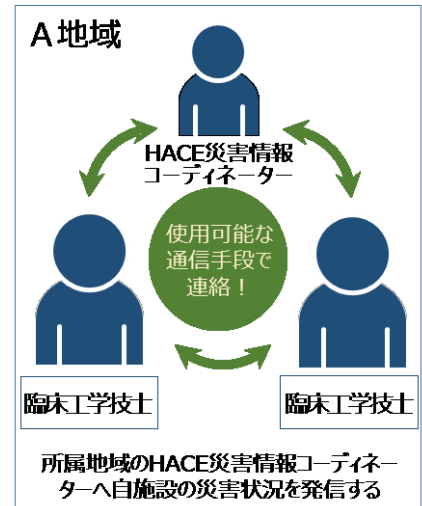 A地域
HACE災害情報
コーディネーター
使用可能な
通信手段で
連絡！
臨床工学技士
臨床工学技士
所属地域のHACE災害情報コーディネー
ターへ自施設の災害状況を発信する